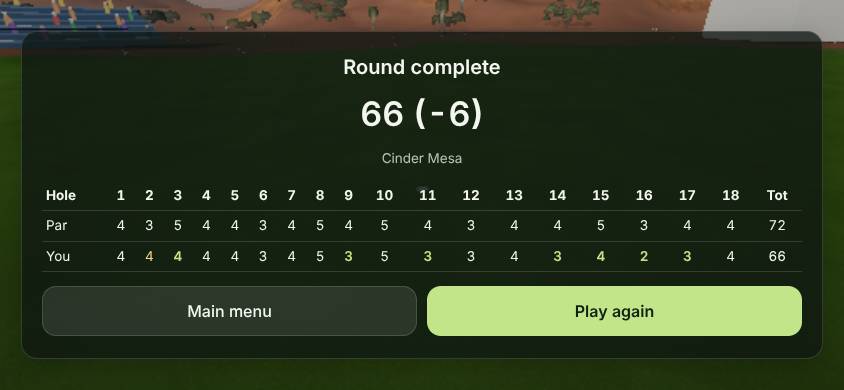 Round complete
66 (-6)
Cinder Mesa
Hole 1 2 3 4 5 6 7 8 9 10 11 12 13 14 15 16 17 18 Tot
Par 4 3 5 4 4 3 4 5 4 5 4 3 4 4 5 3 4 4 72
You 4 4 4 4 4 3 4 5 3 5 3 3 4 3 4 2 3 4 66
Main menu Play again